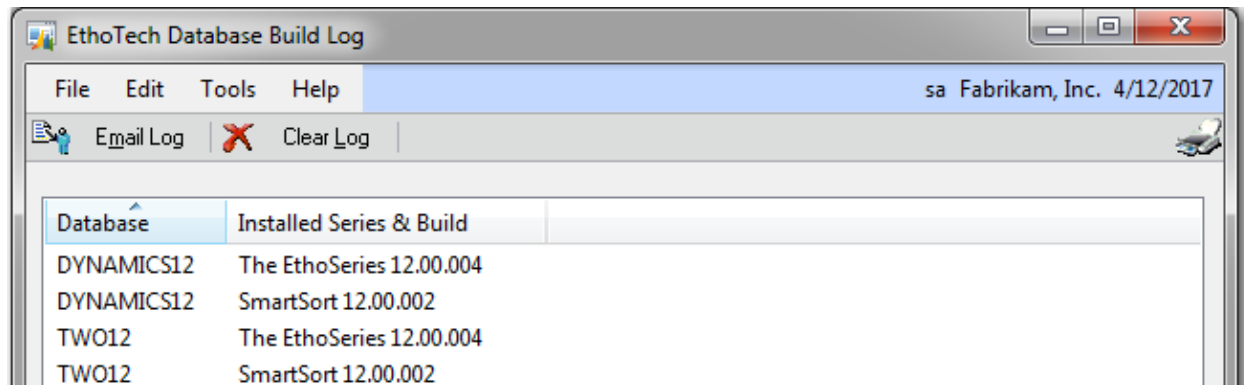 EthoTech Database Build Log
File Edit Tools Help sa Fabrikam, Inc. 4/12/2017
Email Log Clear Log
Database Installed Series & Build
DYNAMICS12 The EthoSeries 12.00.004
DYNAMICS12 SmartSort 12.00.002
TWO12 The EthoSeries 12.00.004
TWO12 SmartSort 12.00.002